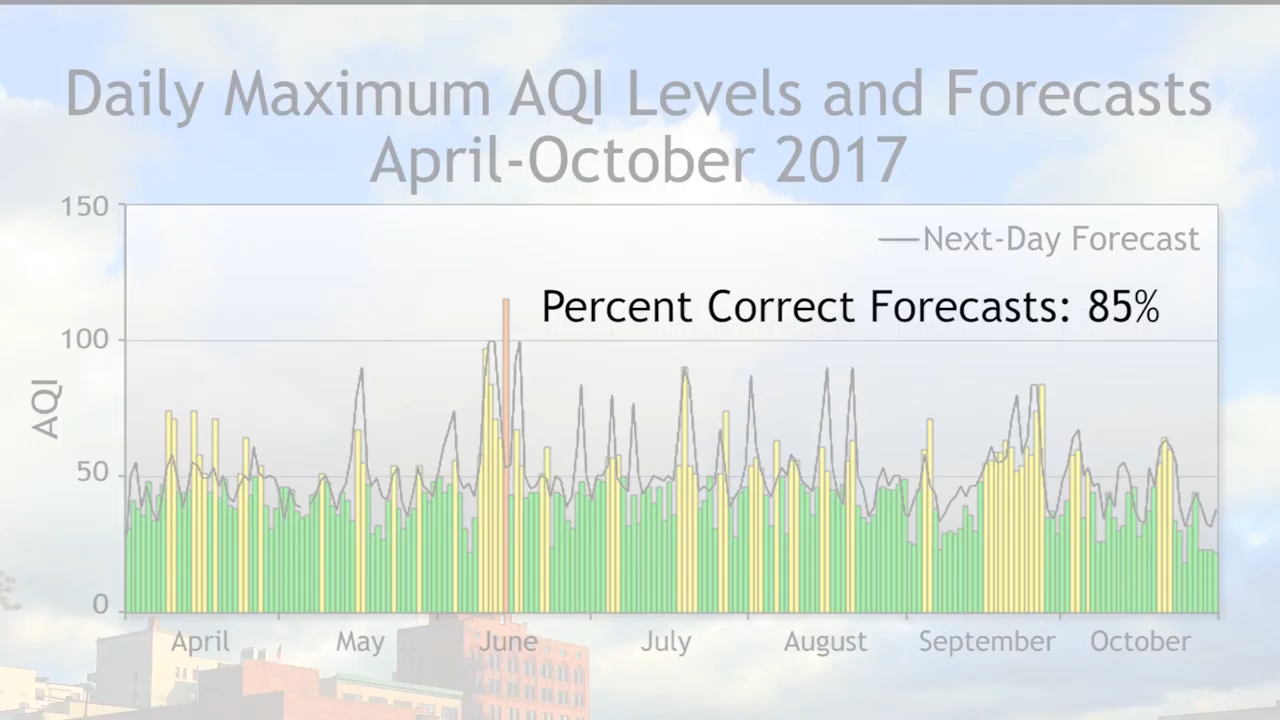 Daily Maximum AQI Levels and Forecasts
April-October 2017
150
Next-Day Forecast
Percent Correct Forecasts: 85%
100
AQI
50
0
April May June July August September October